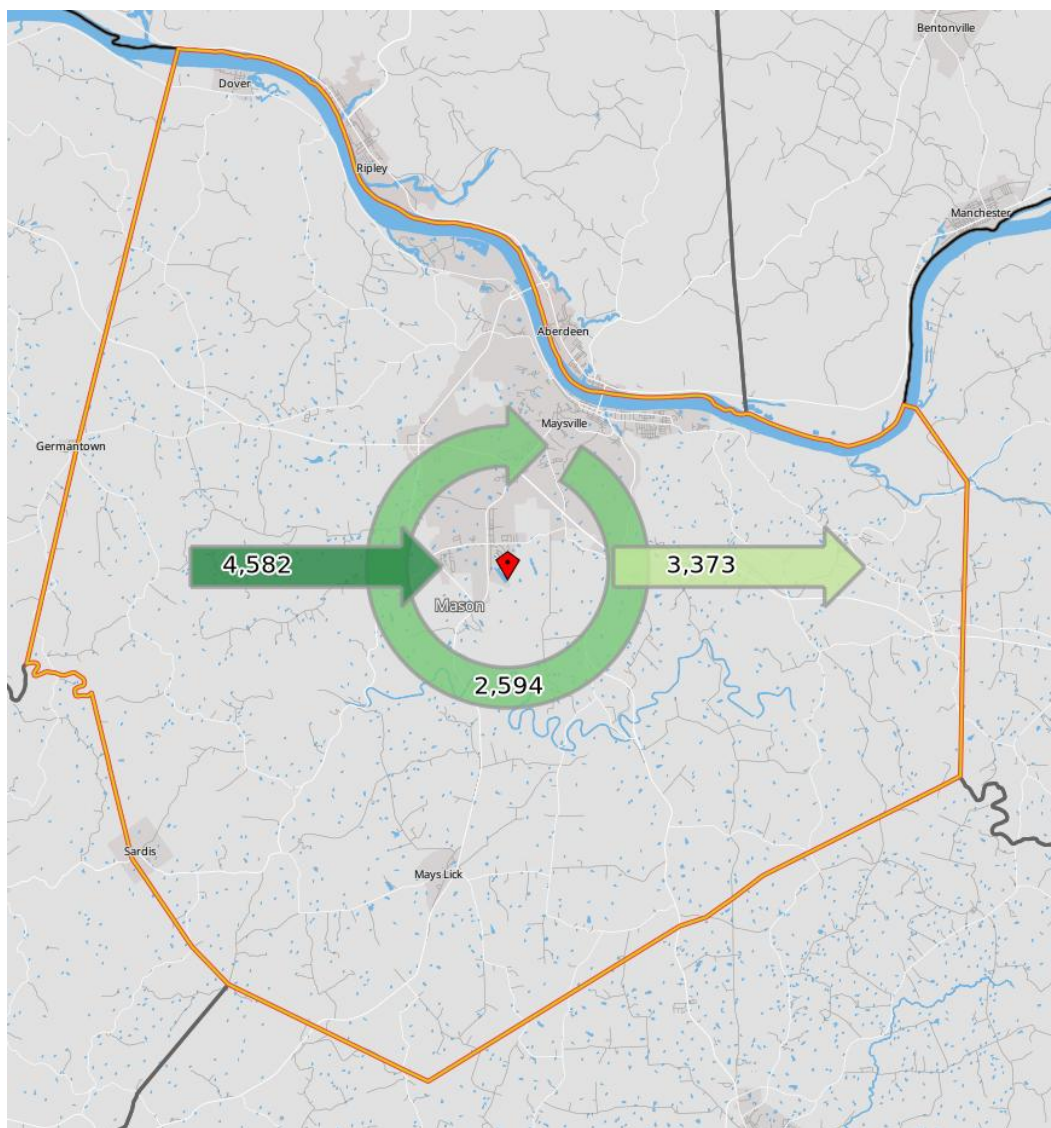 Bentonville
Dover
Ripley
Manchester
Aberdeen
Maysville
Germantown
4,582
3,373
Mason
2,594
Sardis
Mays Lick